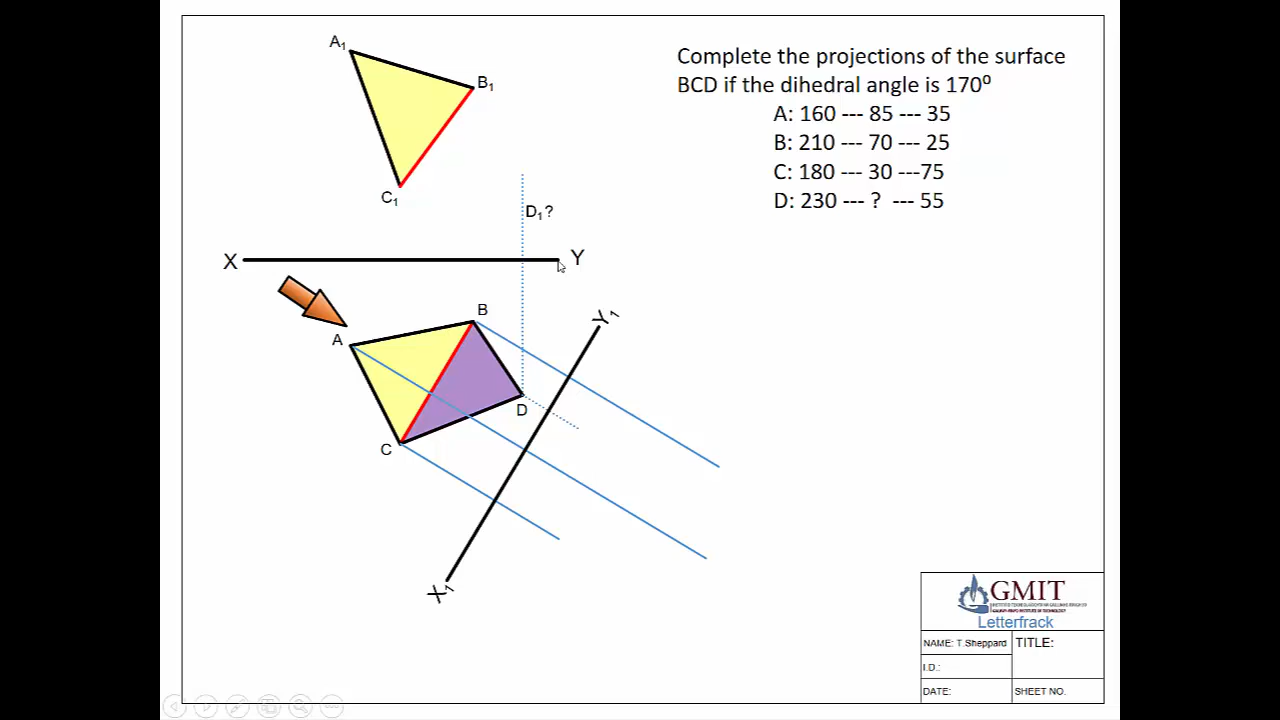 Complete the projections of the surface
BCD if the dihedral angle is 170⁰
A: 160 --- 85 --- 35
B: 210 --- 70 --- 25
C: 180 --- 30 ---75
D: 230 --- ? --- 55
A1
B1
C1
D1?
X
Y
A
B
C
D
Y1
X1
GMIT
Letterfrack
NAME: T.Sheppard
TITLE:
I.D.:
DATE:
SHEET NO.